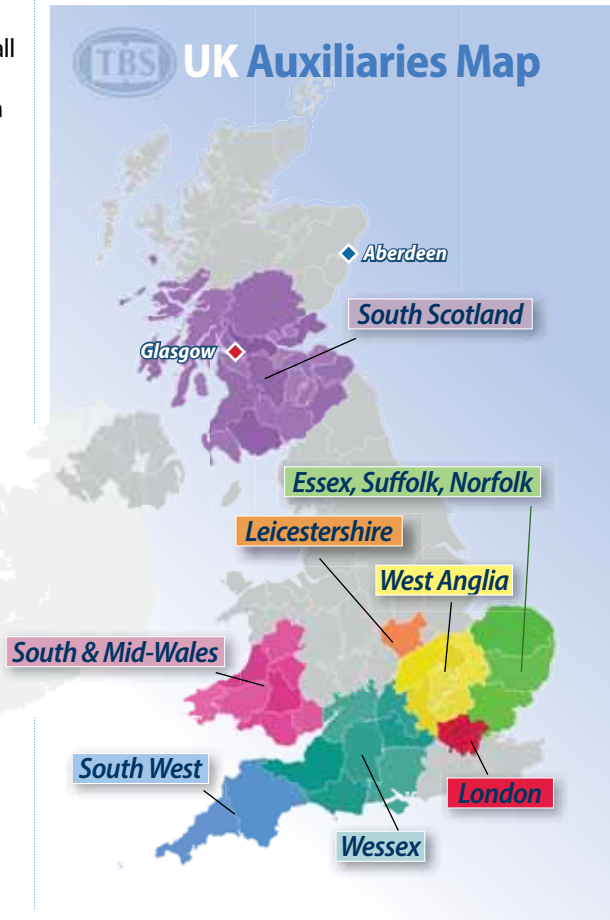 all
TBS UK Auxiliaries Map
Aberdeen
South Scotland
Glasgow
Essex, Suffolk, Norfolk
Leicestershire
West Anglia
South & Mid-Wales
South West
London
Wessex